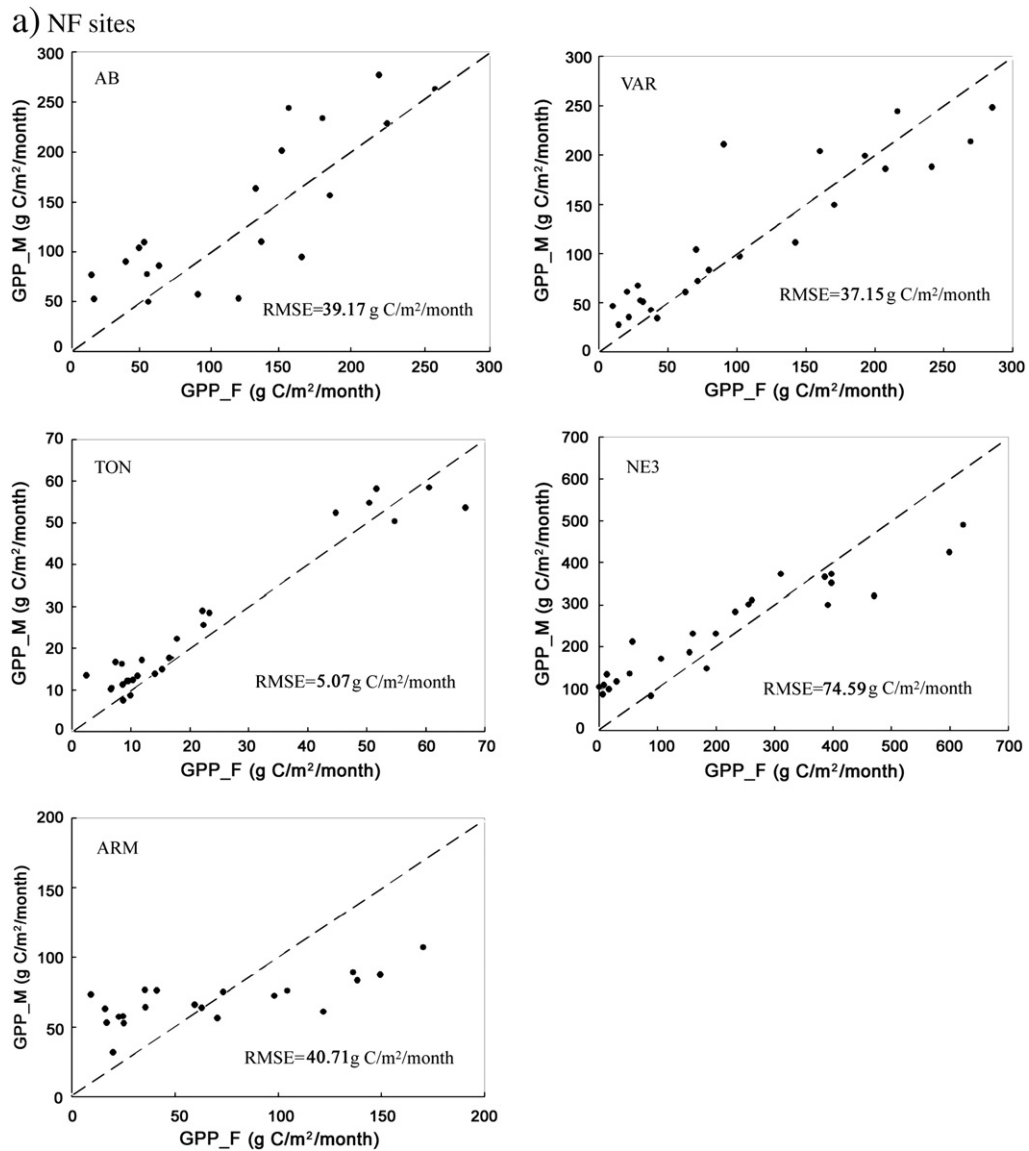 a) NF sites
AB
300
250
200
150
100
50
0
GPP_M (g C/m²/month)
RMSE=39.17 g C/m²/month
0 50 100 150 200 250 300
GPP_F (g C/m²/month)
VAR
300
250
200
150
100
50
0
GPP_M (g C/m²/month)
RMSE=37.15 g C/m²/month
0 50 100 150 200 250 300
GPP_F (g C/m²/month)
TON
70
60
50
40
30
20
10
0
GPP_M (g C/m²/month)
RMSE=5.07 g C/m²/month
0 10 20 30 40 50 60 70
GPP_F (g C/m²/month)
NE3
700
600
500
400
300
200
100
0
GPP_M (g C/m²/month)
RMSE=74.59 g C/m²/month
0 100 200 300 400 500 600 700
GPP_F (g C/m²/month)
ARM
200
150
100
50
0
GPP_M (g C/m²/month)
RMSE=40.71 g C/m²/month
0 50 100 150 200
GPP_F (g C/m²/month)